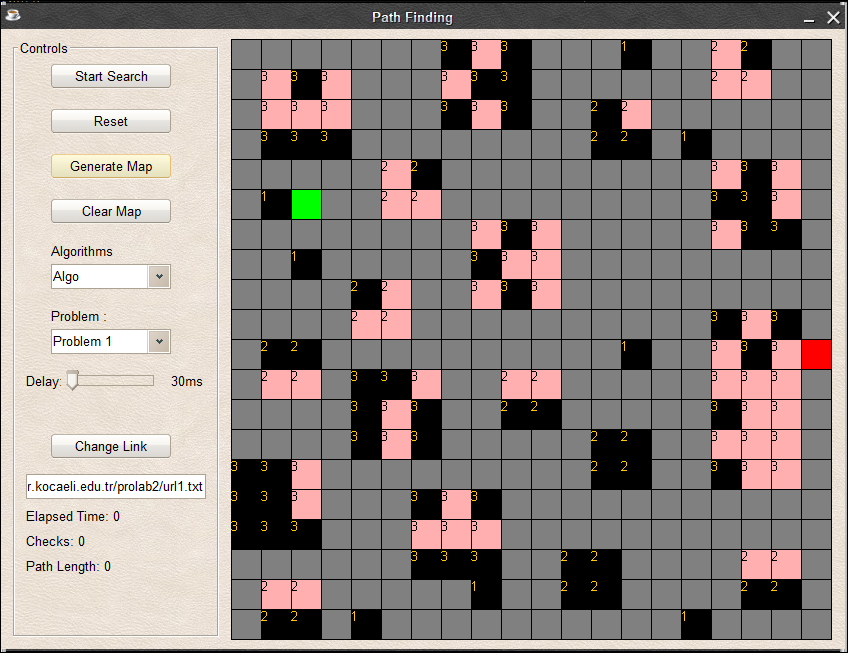 Path Finding
Controls
Start Search
Reset
Generate Map
Clear Map
Algorithms
Algo
Problem :
Problem 1
Delay: 30ms
Change Link
r.kocaeli.edu.tr/prolab2/url1.txt
Elapsed Time: 0
Checks: 0
Path Length: 0
3 3 3 1 2 2
3 3 3 3 3 3 2 2
3 3 3 3 3 3 2 2
3 3 3 2 2 1
2 2 3 3 3
1 2 2 3 3 3
3 3 3 3 3 3
1 3 3 3
2 2 3 3 3
2 2 3 3 3
2 2 1 3 3 3
2 2 3 3 3 2 2 3 3 3
3 3 3 2 2 3 3 3
3 3 3 2 2 3 3 3
3 3 3 2 2 3 3 3
3 3 3 3 3 3
3 3 3 3 3 3
3 3 3 2 2 2 2
2 2 1 2 2 2 2
2 2 1 1